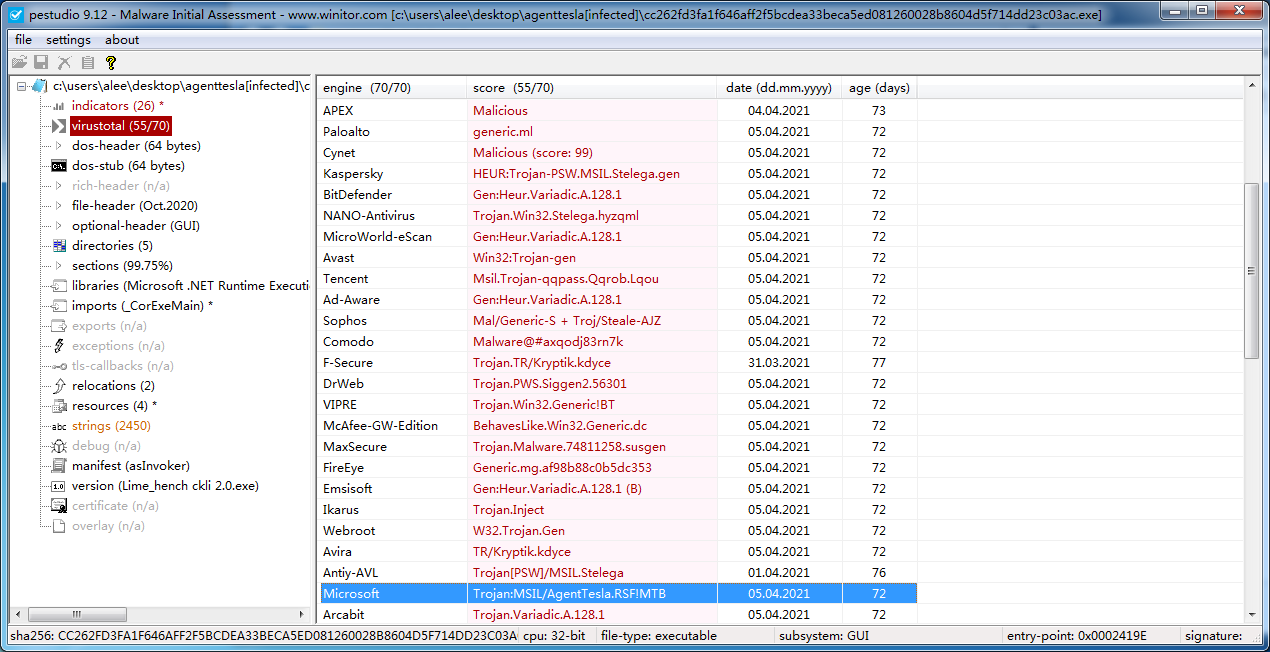 pestudio 9.12 - Malware Initial Assessment - www.winitor.com [c:\users\alee\desktop\agenttesla[infected]\cc262fd3fa1f646aff2f5bcdea33beca5ed081260028b8604d5f714dd23c03ac.exe]
file settings about
c:\users\alee\desktop\agenttesla[infected]\c
indicators (26) *
virustotal (55/70)
dos-header (64 bytes)
dos-stub (64 bytes)
rich-header (n/a)
file-header (Oct.2020)
optional-header (GUI)
directories (5)
sections (99.75%)
libraries (Microsoft .NET Runtime Executi
imports (_CorExeMain) *
exports (n/a)
exceptions (n/a)
tls-callbacks (n/a)
relocations (2)
resources (4) *
abc strings (2450)
debug (n/a)
manifest (asInvoker)
1.0 version (Lime_hench ckli 2.0.exe)
certificate (n/a)
overlay (n/a)
engine (70/70) score (55/70) date (dd.mm.yyyy) age (days)
APEX Malicious 04.04.2021 73
Paloalto generic.ml 05.04.2021 72
Cynet Malicious (score: 99) 05.04.2021 72
Kaspersky HEUR:Trojan-PSW.MSIL.Stelega.gen 05.04.2021 72
BitDefender Gen:Heur.Variadic.A.128.1 05.04.2021 72
NANO-Antivirus Trojan.Win32.Stelega.hyzqml 05.04.2021 72
MicroWorld-eScan Gen:Heur.Variadic.A.128.1 05.04.2021 72
Avast Win32:Trojan-gen 05.04.2021 72
Tencent Msil.Trojan-qqpass.Qqrob.Lqou 05.04.2021 72
Ad-Aware Gen:Heur.Variadic.A.128.1 05.04.2021 72
Sophos Mal/Generic-S + Troj/Steale-AJZ 05.04.2021 72
Comodo Malware@#axqodj83rn7k 05.04.2021 72
F-Secure Trojan.TR/Kryptik.kdyce 31.03.2021 77
DrWeb Trojan.PWS.Siggen2.56301 05.04.2021 72
VIPRE Trojan.Win32.Generic!BT 05.04.2021 72
McAfee-GW-Edition BehavesLike.Win32.Generic.dc 05.04.2021 72
MaxSecure Trojan.Malware.74811258.susgen 05.04.2021 72
FireEye Generic.mg.af98b88c0b5dc353 05.04.2021 72
Emsisoft Gen:Heur.Variadic.A.128.1 (B) 05.04.2021 72
Ikarus Trojan.Inject 05.04.2021 72
Webroot W32.Trojan.Gen 05.04.2021 72
Avira TR/Kryptik.kdyce 05.04.2021 72
Antiy-AVL Trojan[PSW]/MSIL.Stelega 01.04.2021 76
Microsoft Trojan:MSIL/AgentTesla.RSF!MTB 05.04.2021 72
Arcabit Trojan.Variadic.A.128.1 05.04.2021 72
sha256: CC262FD3FA1F646AFF2F5BCDEA33BECA5ED081260028B8604D5F714DD23C03A cpu: 32-bit file-type: executable subsystem: GUI entry-point: 0x0002419E signature: